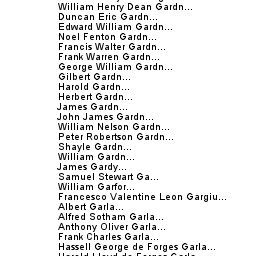 William Henry Dean Gardn...
Duncan Eric Gardn...
Edward William Gardn...
Noel Fenton Gardn...
Francis Walter Gardn...
Frank Warren Gardn...
George William Gardn...
Gilbert Gardn...
Harold Gardn...
Herbert Gardn...
James Gardn...
John James Gardn...
William Nelson Gardn...
Peter Robertson Gardn...
Shayle Gardn...
William Gardn...
James Gardy...
Samuel Stewart Ga...
William Garfor...
Francesco Valentine Leon Gargiu...
Albert Garla...
Alfred Sotham Garla...
Anthony Oliver Garla...
Frank Charles Garla...
Hassell George de Forges Garla...